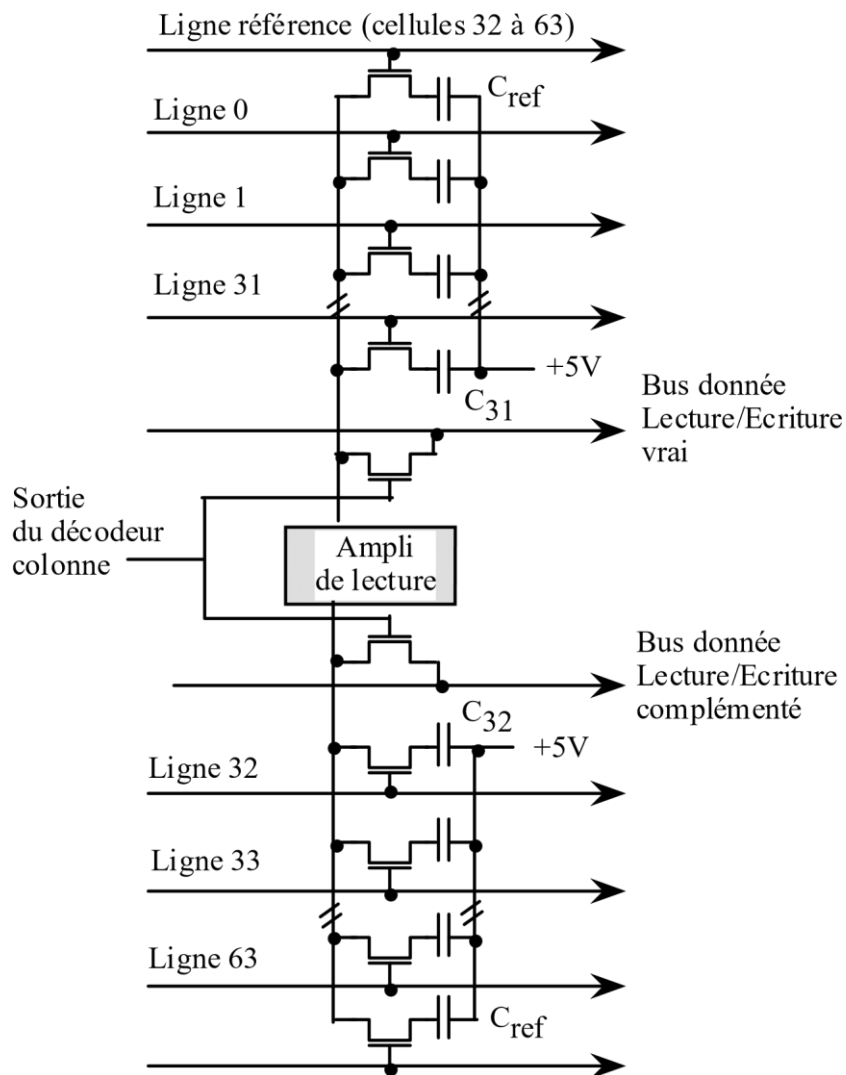 Ligne référence (cellules 32 à 63)
Cref
Ligne 0
Ligne 1
Ligne 31
+5V
C31
Bus donnée
Lecture/Ecriture
vrai
Sortie
du décodeur
colonne
Ampli
de lecture
Bus donnée
Lecture/Ecriture
complémenté
C32
+5V
Ligne 32
Ligne 33
Ligne 63
Cref